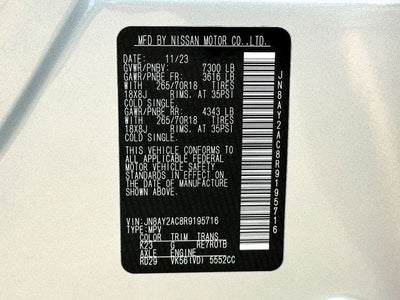 MFD BY NISSAN MOTOR CO.,LTD.
DATE: 11/23
GVWR/PNBV: 7300 LB
GAWR/PNBE FR: 3616 LB
WITH 265/70R18 TIRES
18X8J RIMS. AT 35PSI
COLD SINGLE.
GAWR/PNBE RR: 4343 LB
WITH 265/70R18 TIRES
18X8J RIMS. AT 35PSI
COLD SINGLE.
THIS VEHICLE CONFORMS TO
ALL APPLICABLE FEDERAL
MOTOR VEHICLE SAFETY
STANDARDS IN EFFECT ON
THE DATE OF MANUFACTURE
SHOWN ABOVE.
VIN: JN8AY2AC8R9195716
TYPE: MPV
COLOR TRIM TRANS
K23 G RE7R01B
AXLE ENGINE
RD29 VK56(VD) 5552CC
JN8AY2AC8R9195716